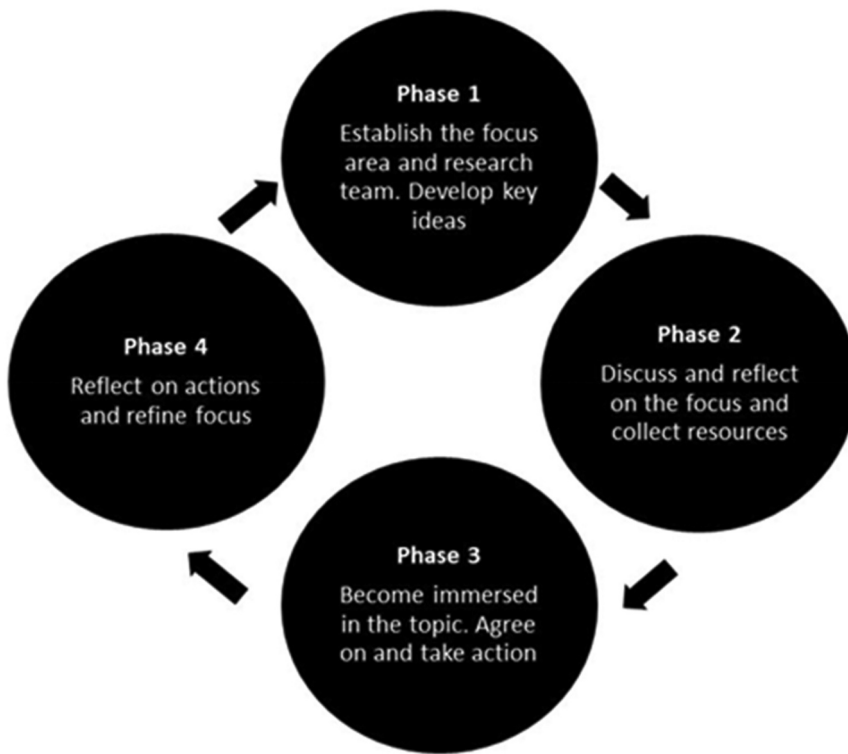 Phase 1
Establish the focus
area and research
team. Develop key
ideas
Phase 2
Discuss and reflect
on the focus and
collect resources
Phase 3
Become immersed
in the topic. Agree
on and take action
Phase 4
Reflect on actions
and refine focus